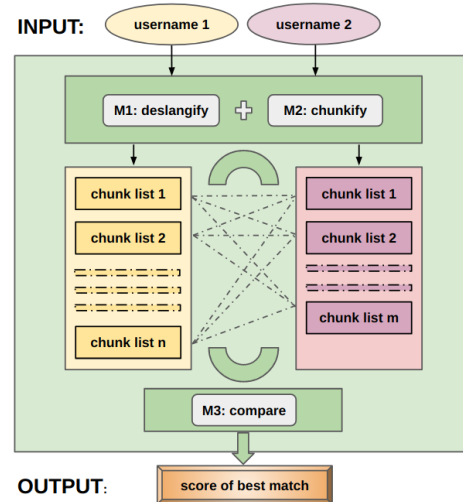 INPUT: username 1 username 2
M1: deslangify + M2: chunkify
chunk list 1 chunk list 1
chunk list 2 chunk list 2
chunk list n chunk list m
M3: compare
OUTPUT: score of best match